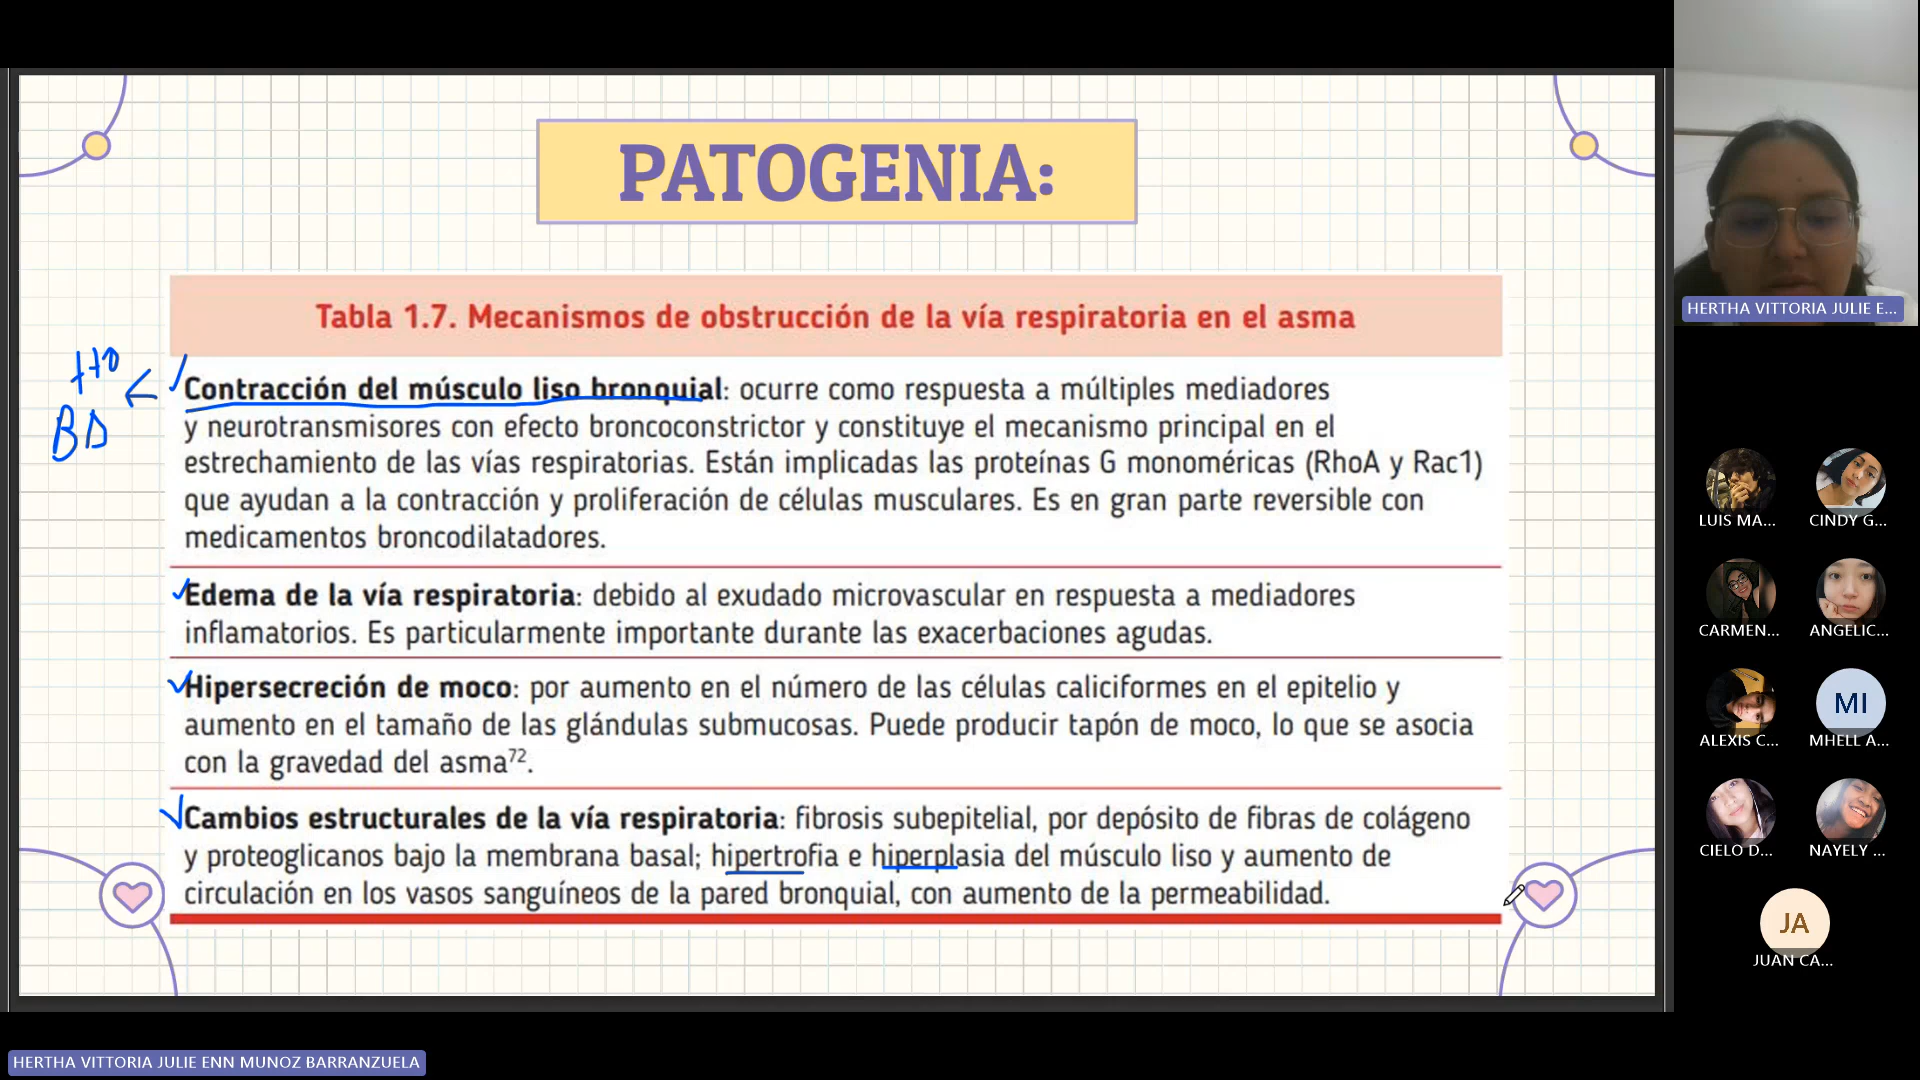 PATOGENIA:
Tabla 1.7. Mecanismos de obstrucción de la vía respiratoria en el asma
Contracción del músculo liso bronquial: ocurre como respuesta a múltiples mediadores
y neurotransmisores con efecto broncoconstrictor y constituye el mecanismo principal en el
estrechamiento de las vías respiratorias. Están implicadas las proteínas G monoméricas (RhoA y Rac1)
que ayudan a la contracción y proliferación de células musculares. Es en gran parte reversible con
medicamentos broncodilatadores.
Edema de la vía respiratoria: debido al exudado microvascular en respuesta a mediadores
inflamatorios. Es particularmente importante durante las exacerbaciones agudas.
Hipersecreción de moco: por aumento en el número de las células caliciformes en el epitelio y
aumento en el tamaño de las glándulas submucosas. Puede producir tapón de moco, lo que se asocia
con la gravedad del asma72.
Cambios estructurales de la vía respiratoria: fibrosis subepitelial, por depósito de fibras de colágeno
y proteoglicanos bajo la membrana basal; hipertrofia e hiperplasia del músculo liso y aumento de
circulación en los vasos sanguíneos de la pared bronquial, con aumento de la permeabilidad.
HERTHA VITTORIA JULIE E...
LUIS MA...
CINDY G...
CARMEN...
ANGELIC...
ALEXIS C...
MI
MHELL A...
CIELO D...
NAYELY ...
JA
JUAN CA...
HERTHA VITTORIA JULIE ENN MUNOZ BARRANZUELA